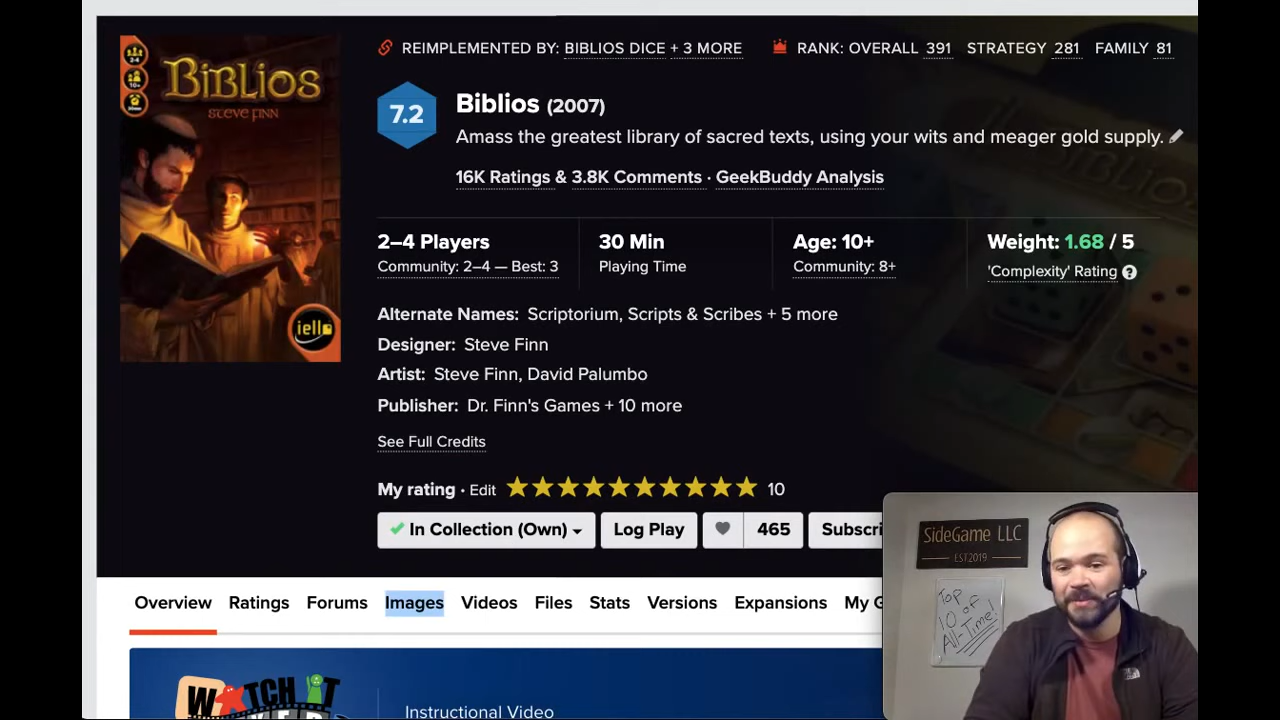 REIMPLEMENTED BY: BIBLIOS DICE + 3 MORE
RANK: OVERALL 391 STRATEGY 281 FAMILY 81
BiBLiOS
STEVE FINN
iello
7.2
Biblios (2007)
Amass the greatest library of sacred texts, using your wits and meager gold supply.
16K Ratings & 3.8K Comments · GeekBuddy Analysis
2–4 Players
Community: 2–4 — Best: 3
30 Min
Playing Time
Age: 10+
Community: 8+
Weight: 1.68 / 5
'Complexity' Rating ?
Alternate Names: Scriptorium, Scripts & Scribes + 5 more
Designer: Steve Finn
Artist: Steve Finn, David Palumbo
Publisher: Dr. Finn's Games + 10 more
See Full Credits
My rating · Edit 10
In Collection (Own)
Log Play
465
Subscri
Overview Ratings Forums Images Videos Files Stats Versions Expansions My G
WATCH IT
Instructional Video
SideGame LLC
EST 2019
Top
10 of
All-Time!